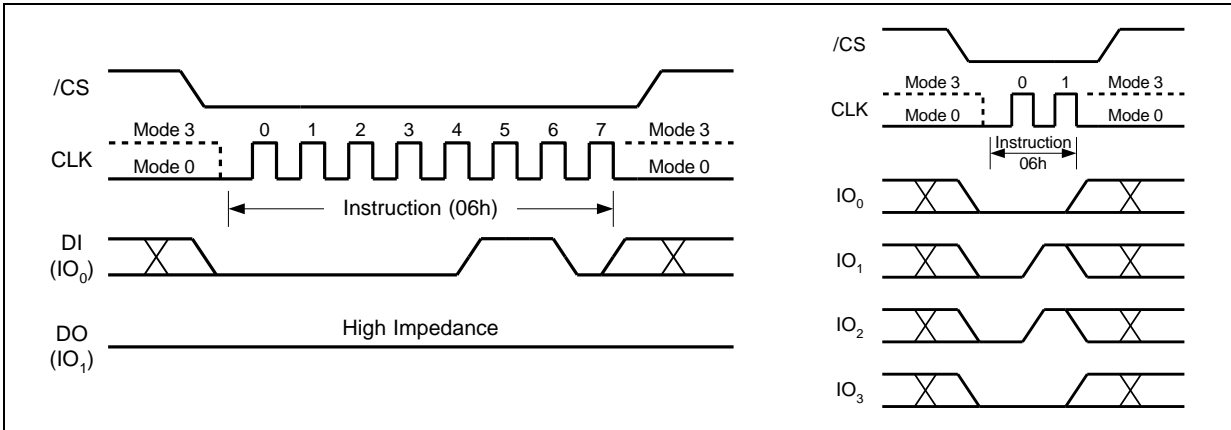 /CS
Mode 3 0 1 2 3 4 5 6 7 Mode 3
CLK
Mode 0 Mode 0
Instruction (06h)
DI
(IO0)
High Impedance
DO
(IO1)
/CS
Mode 3 0 1 Mode 3
CLK
Mode 0 Mode 0
Instruction
06h
IO0
IO1
IO2
IO3